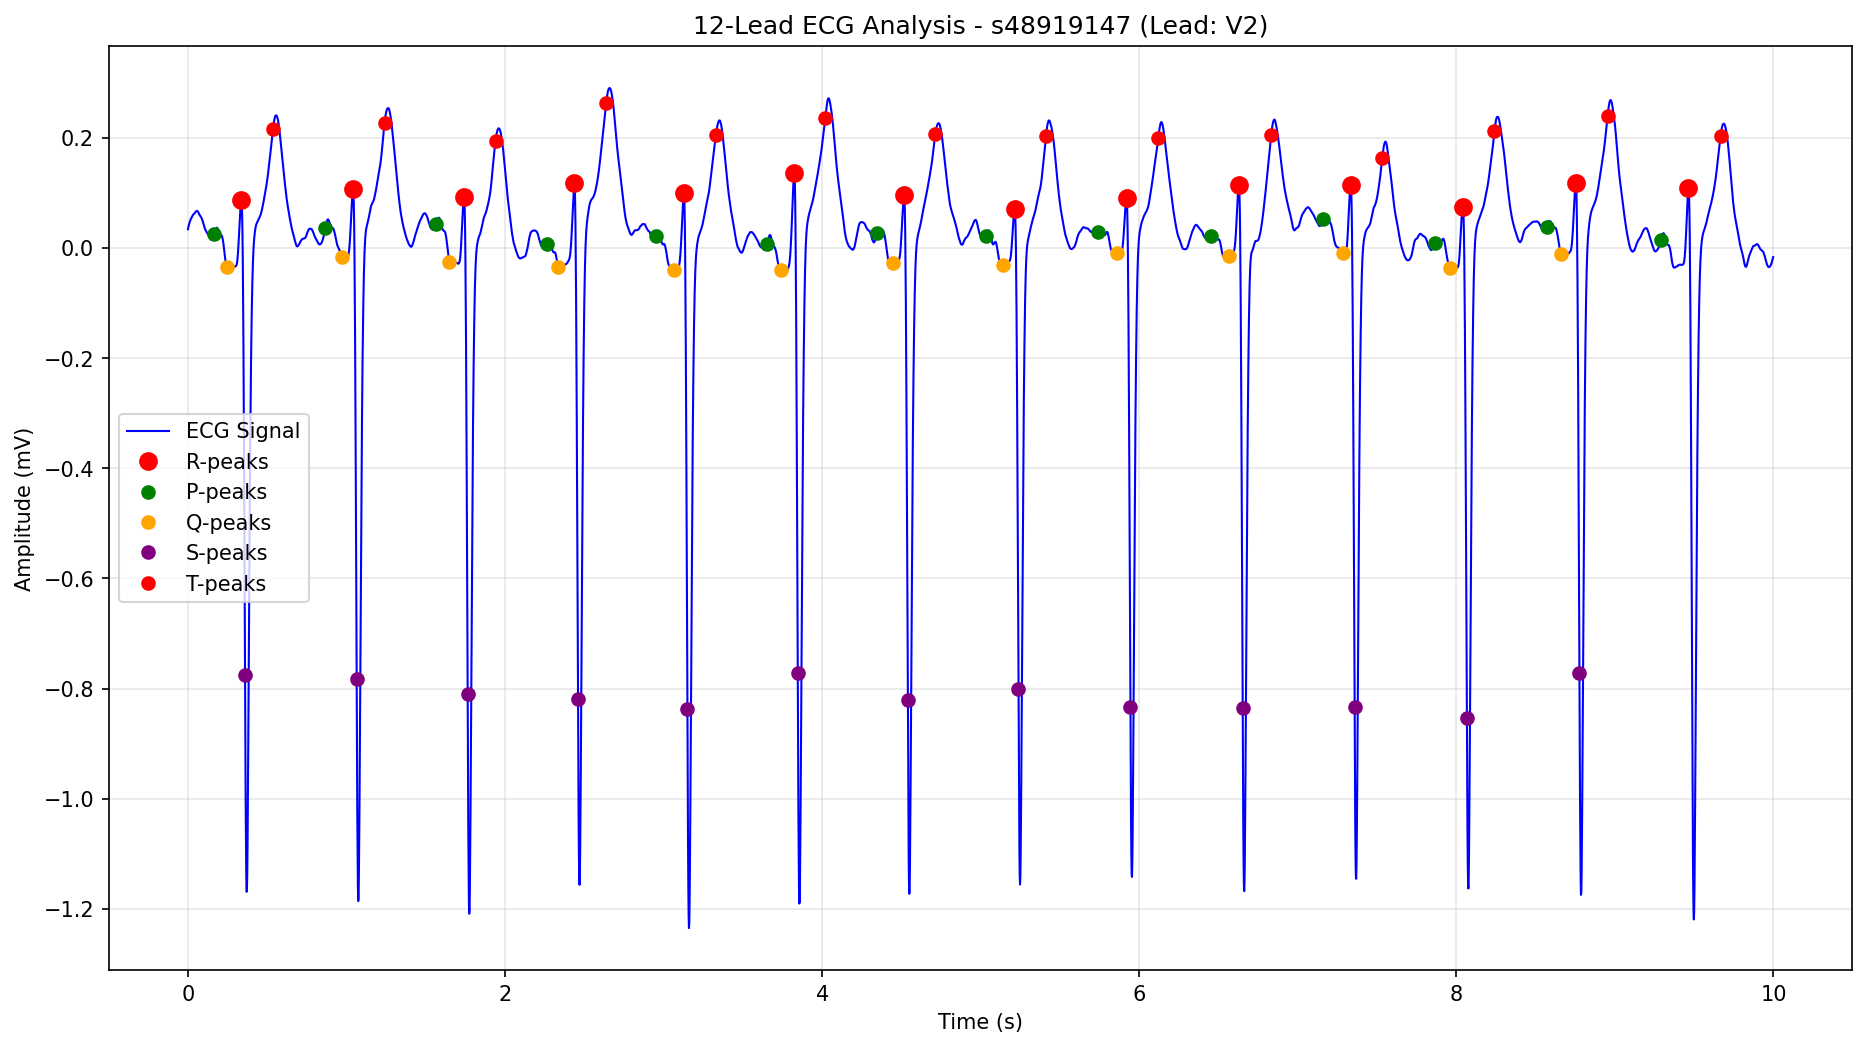 12-Lead ECG Analysis - s48919147 (Lead: V2)
0.2
0.0
−0.2
−0.4
−0.6
−0.8
−1.0
−1.2
Amplitude (mV)
ECG Signal
R-peaks
P-peaks
Q-peaks
S-peaks
T-peaks
0 2 4 6 8 10
Time (s)